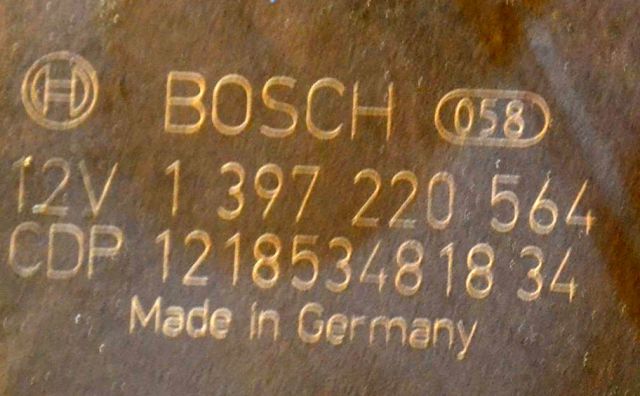 BOSCH 058
12V 1 397 220 564
CDP 1218534818 34
Made in Germany